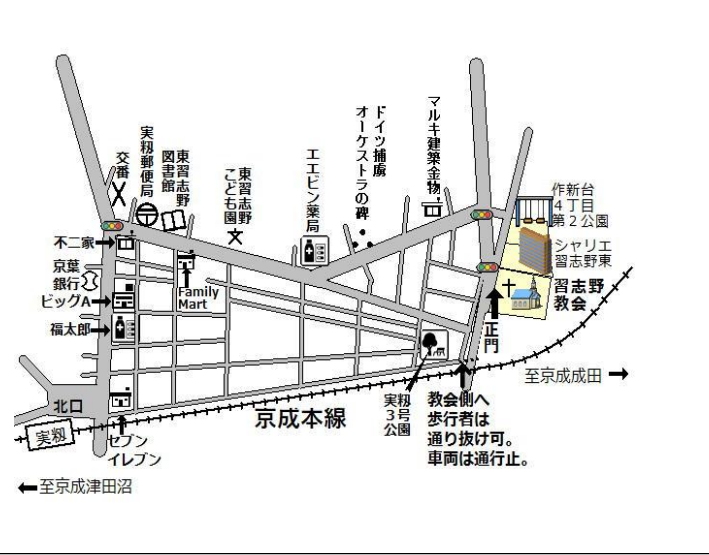 交番
実籾郵便局
東習志野
図書館
東習志野
こども園
エエビン薬局
ドイツ捕虜
オーケストラの碑
マルキ建築金物
作新台
4丁目
第2公園
シャリエ
習志野東
習志野
教会
正門
不二家
京葉
銀行
ビッグA
福太郎
Family
Mart
北口
実籾
セブン
イレブン
京成本線
実籾
3号
公園
教会側へ
歩行者は
通り抜け可。
車両は通行止。
至京成成田
至京成津田沼